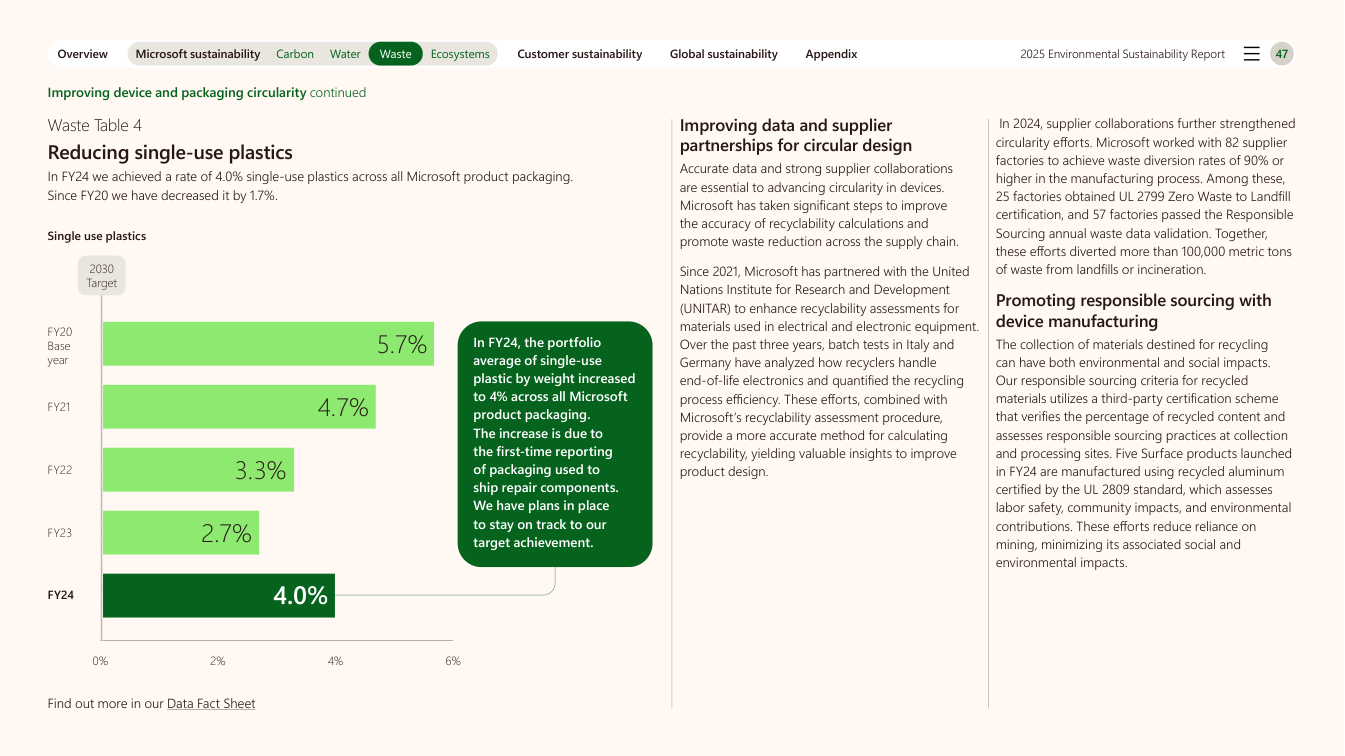 Overview
Microsoft sustainability
Carbon
Water
Waste
Ecosystems
Customer sustainability
Global sustainability
Appendix
2025 Environmental Sustainability Report
47
Improving device and packaging circularity continued
Waste Table 4
Reducing single-use plastics
In FY24 we achieved a rate of 4.0% single-use plastics across all Microsoft product packaging.
Since FY20 we have decreased it by 1.7%.
Single use plastics
2030
Target
FY20
Base
year
5.7%
FY21
4.7%
FY22
3.3%
FY23
2.7%
FY24
4.0%
0%
2%
4%
6%
In FY24, the portfolio
average of single-use
plastic by weight increased
to 4% across all Microsoft
product packaging.
The increase is due to
the first-time reporting
of packaging used to
ship repair components.
We have plans in place
to stay on track to our
target achievement.
Find out more in our Data Fact Sheet
Improving data and supplier
partnerships for circular design
Accurate data and strong supplier collaborations
are essential to advancing circularity in devices.
Microsoft has taken significant steps to improve
the accuracy of recyclability calculations and
promote waste reduction across the supply chain.
Since 2021, Microsoft has partnered with the United
Nations Institute for Research and Development
(UNITAR) to enhance recyclability assessments for
materials used in electrical and electronic equipment.
Over the past three years, batch tests in Italy and
Germany have analyzed how recyclers handle
end-of-life electronics and quantified the recycling
process efficiency. These efforts, combined with
Microsoft's recyclability assessment procedure,
provide a more accurate method for calculating
recyclability, yielding valuable insights to improve
product design.
In 2024, supplier collaborations further strengthened
circularity efforts. Microsoft worked with 82 supplier
factories to achieve waste diversion rates of 90% or
higher in the manufacturing process. Among these,
25 factories obtained UL 2799 Zero Waste to Landfill
certification, and 57 factories passed the Responsible
Sourcing annual waste data validation. Together,
these efforts diverted more than 100,000 metric tons
of waste from landfills or incineration.
Promoting responsible sourcing with
device manufacturing
The collection of materials destined for recycling
can have both environmental and social impacts.
Our responsible sourcing criteria for recycled
materials utilizes a third-party certification scheme
that verifies the percentage of recycled content and
assesses responsible sourcing practices at collection
and processing sites. Five Surface products launched
in FY24 are manufactured using recycled aluminum
certified by the UL 2809 standard, which assesses
labor safety, community impacts, and environmental
contributions. These efforts reduce reliance on
mining, minimizing its associated social and
environmental impacts.